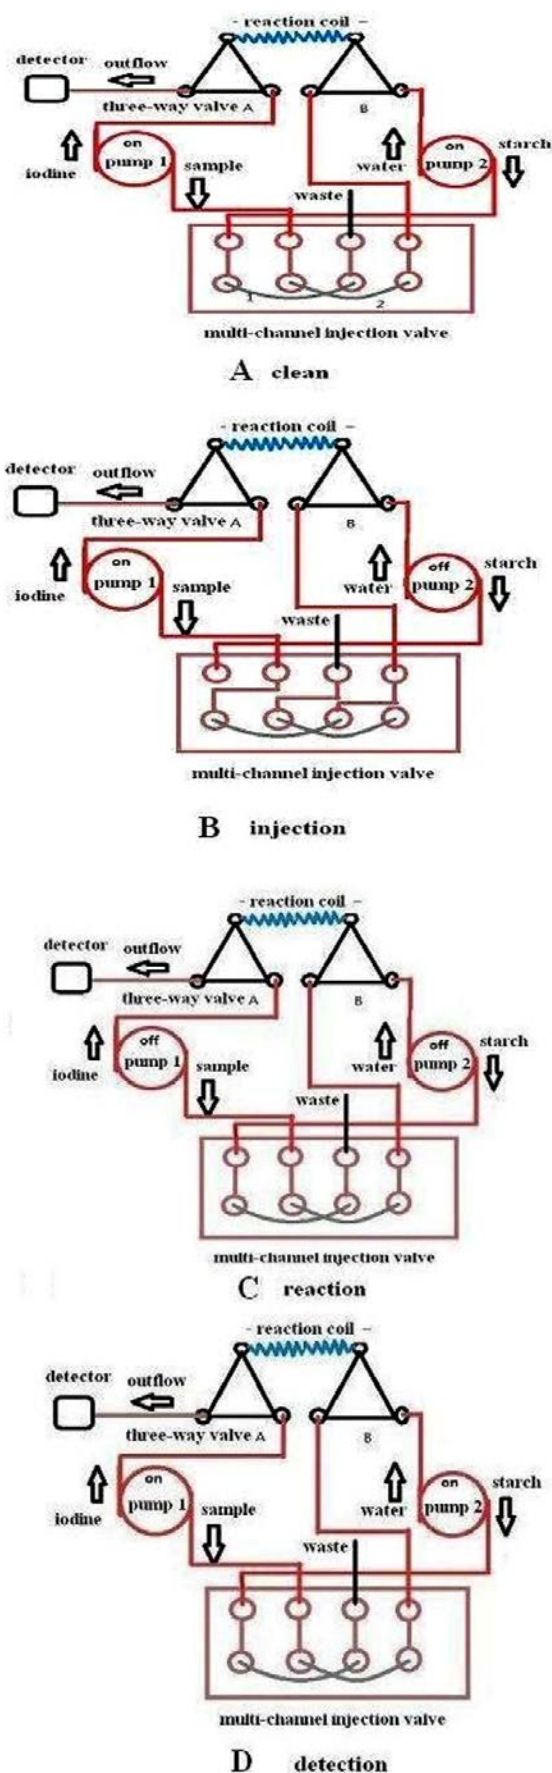 - reaction coil -
detector
outflow
three-way valve A
B
on
pump 1
iodine
sample
on
pump 2
water
starch
waste
1
2
multi-channel injection valve
A clean
- reaction coil -
detector
outflow
three-way valve A
B
on
pump 1
iodine
sample
off
pump 2
water
starch
waste
multi-channel injection valve
B injection
- reaction coil -
detector
outflow
three-way valve A
B
off
pump 1
iodine
sample
off
pump 2
water
starch
waste
multi-channel injection valve
C reaction
- reaction coil -
detector
outflow
three-way valve A
B
on
pump 1
iodine
sample
on
pump 2
water
starch
waste
multi-channel injection valve
D detection